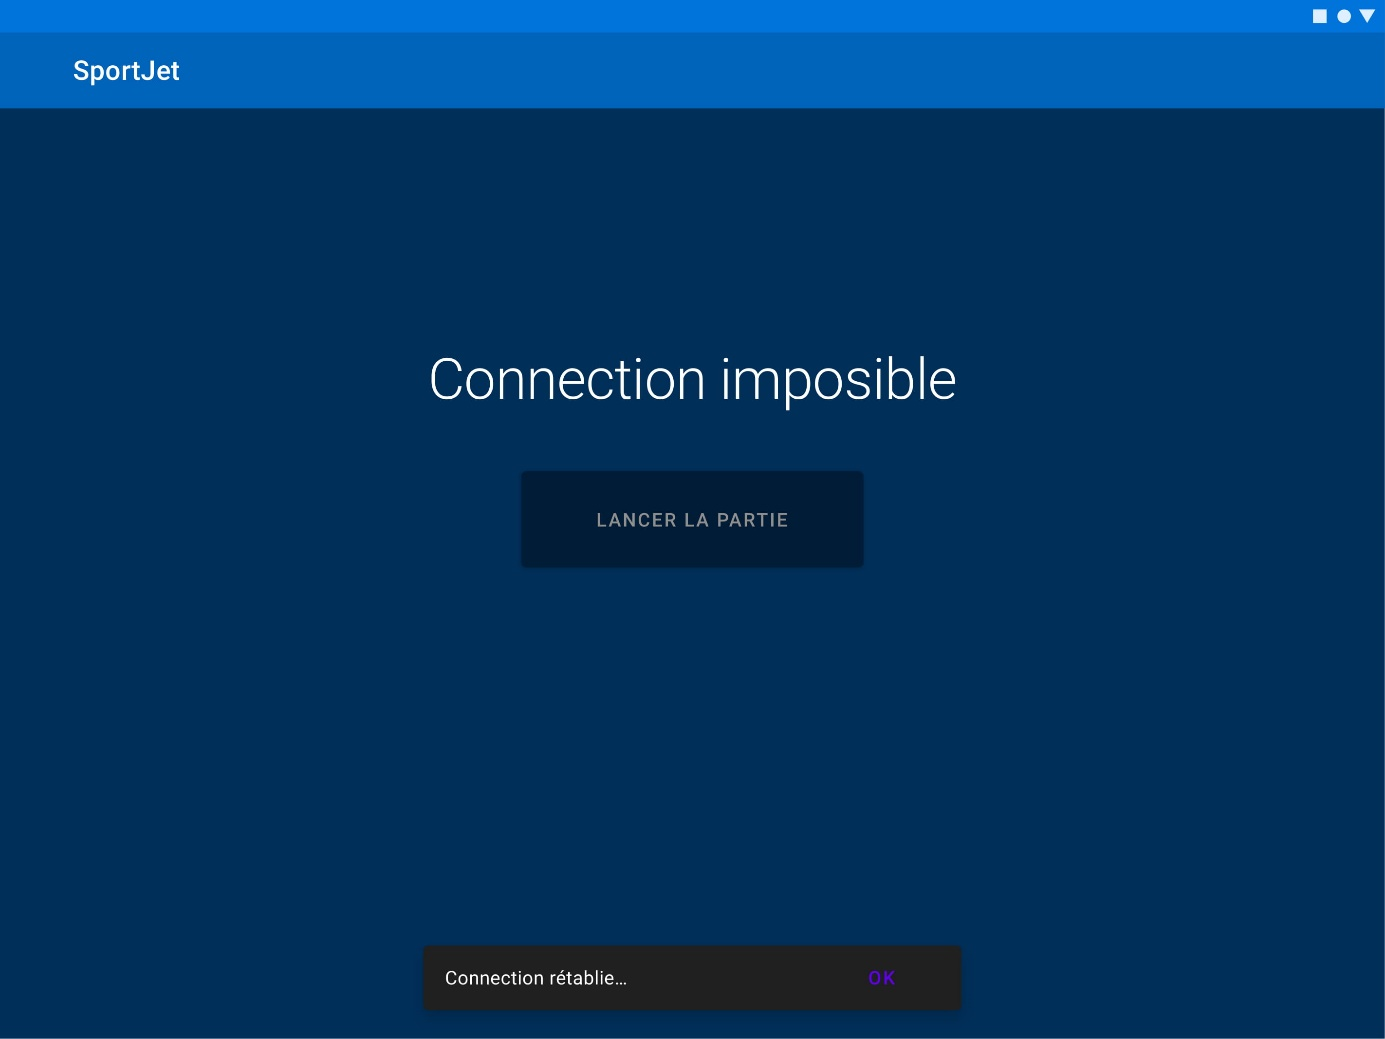 SportJet
Connection imposible
LANCER LA PARTIE
Connection rétablie...
OK